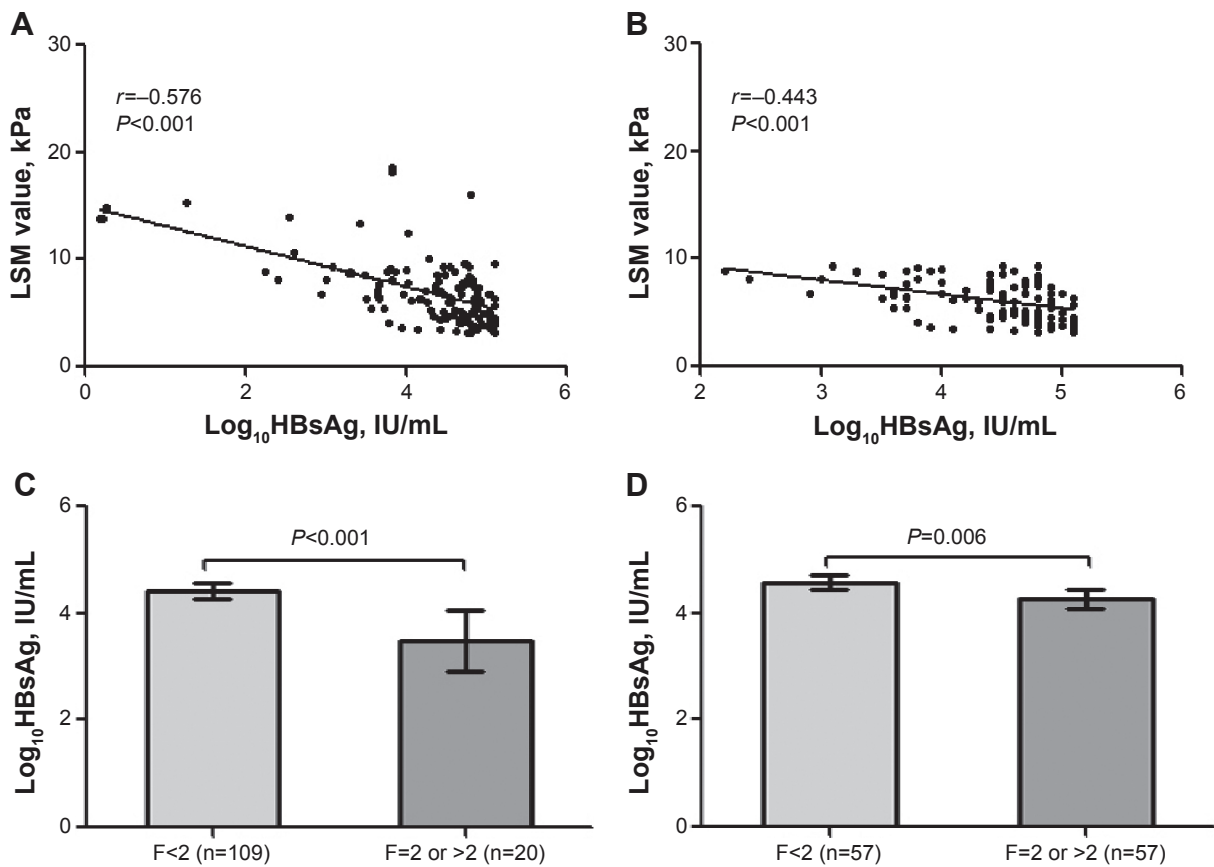 A
30
20
10
0
LSM value, kPa
r=–0.576
P<0.001
0
2
4
6
Log10HBsAg, IU/mL
B
30
20
10
0
LSM value, kPa
r=–0.443
P<0.001
2
3
4
5
6
Log10HBsAg, IU/mL
C
6
4
2
0
Log10HBsAg, IU/mL
P<0.001
F<2 (n=109)
F=2 or >2 (n=20)
D
6
4
2
0
Log10HBsAg, IU/mL
P=0.006
F<2 (n=57)
F=2 or >2 (n=57)